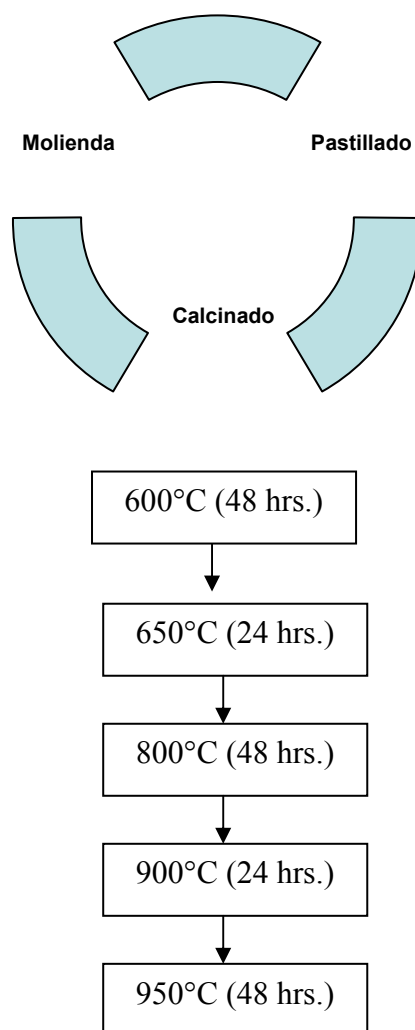 Molienda
Pastillado
Calcinado
600°C (48 hrs.)
650°C (24 hrs.)
800°C (48 hrs.)
900°C (24 hrs.)
950°C (48 hrs.)